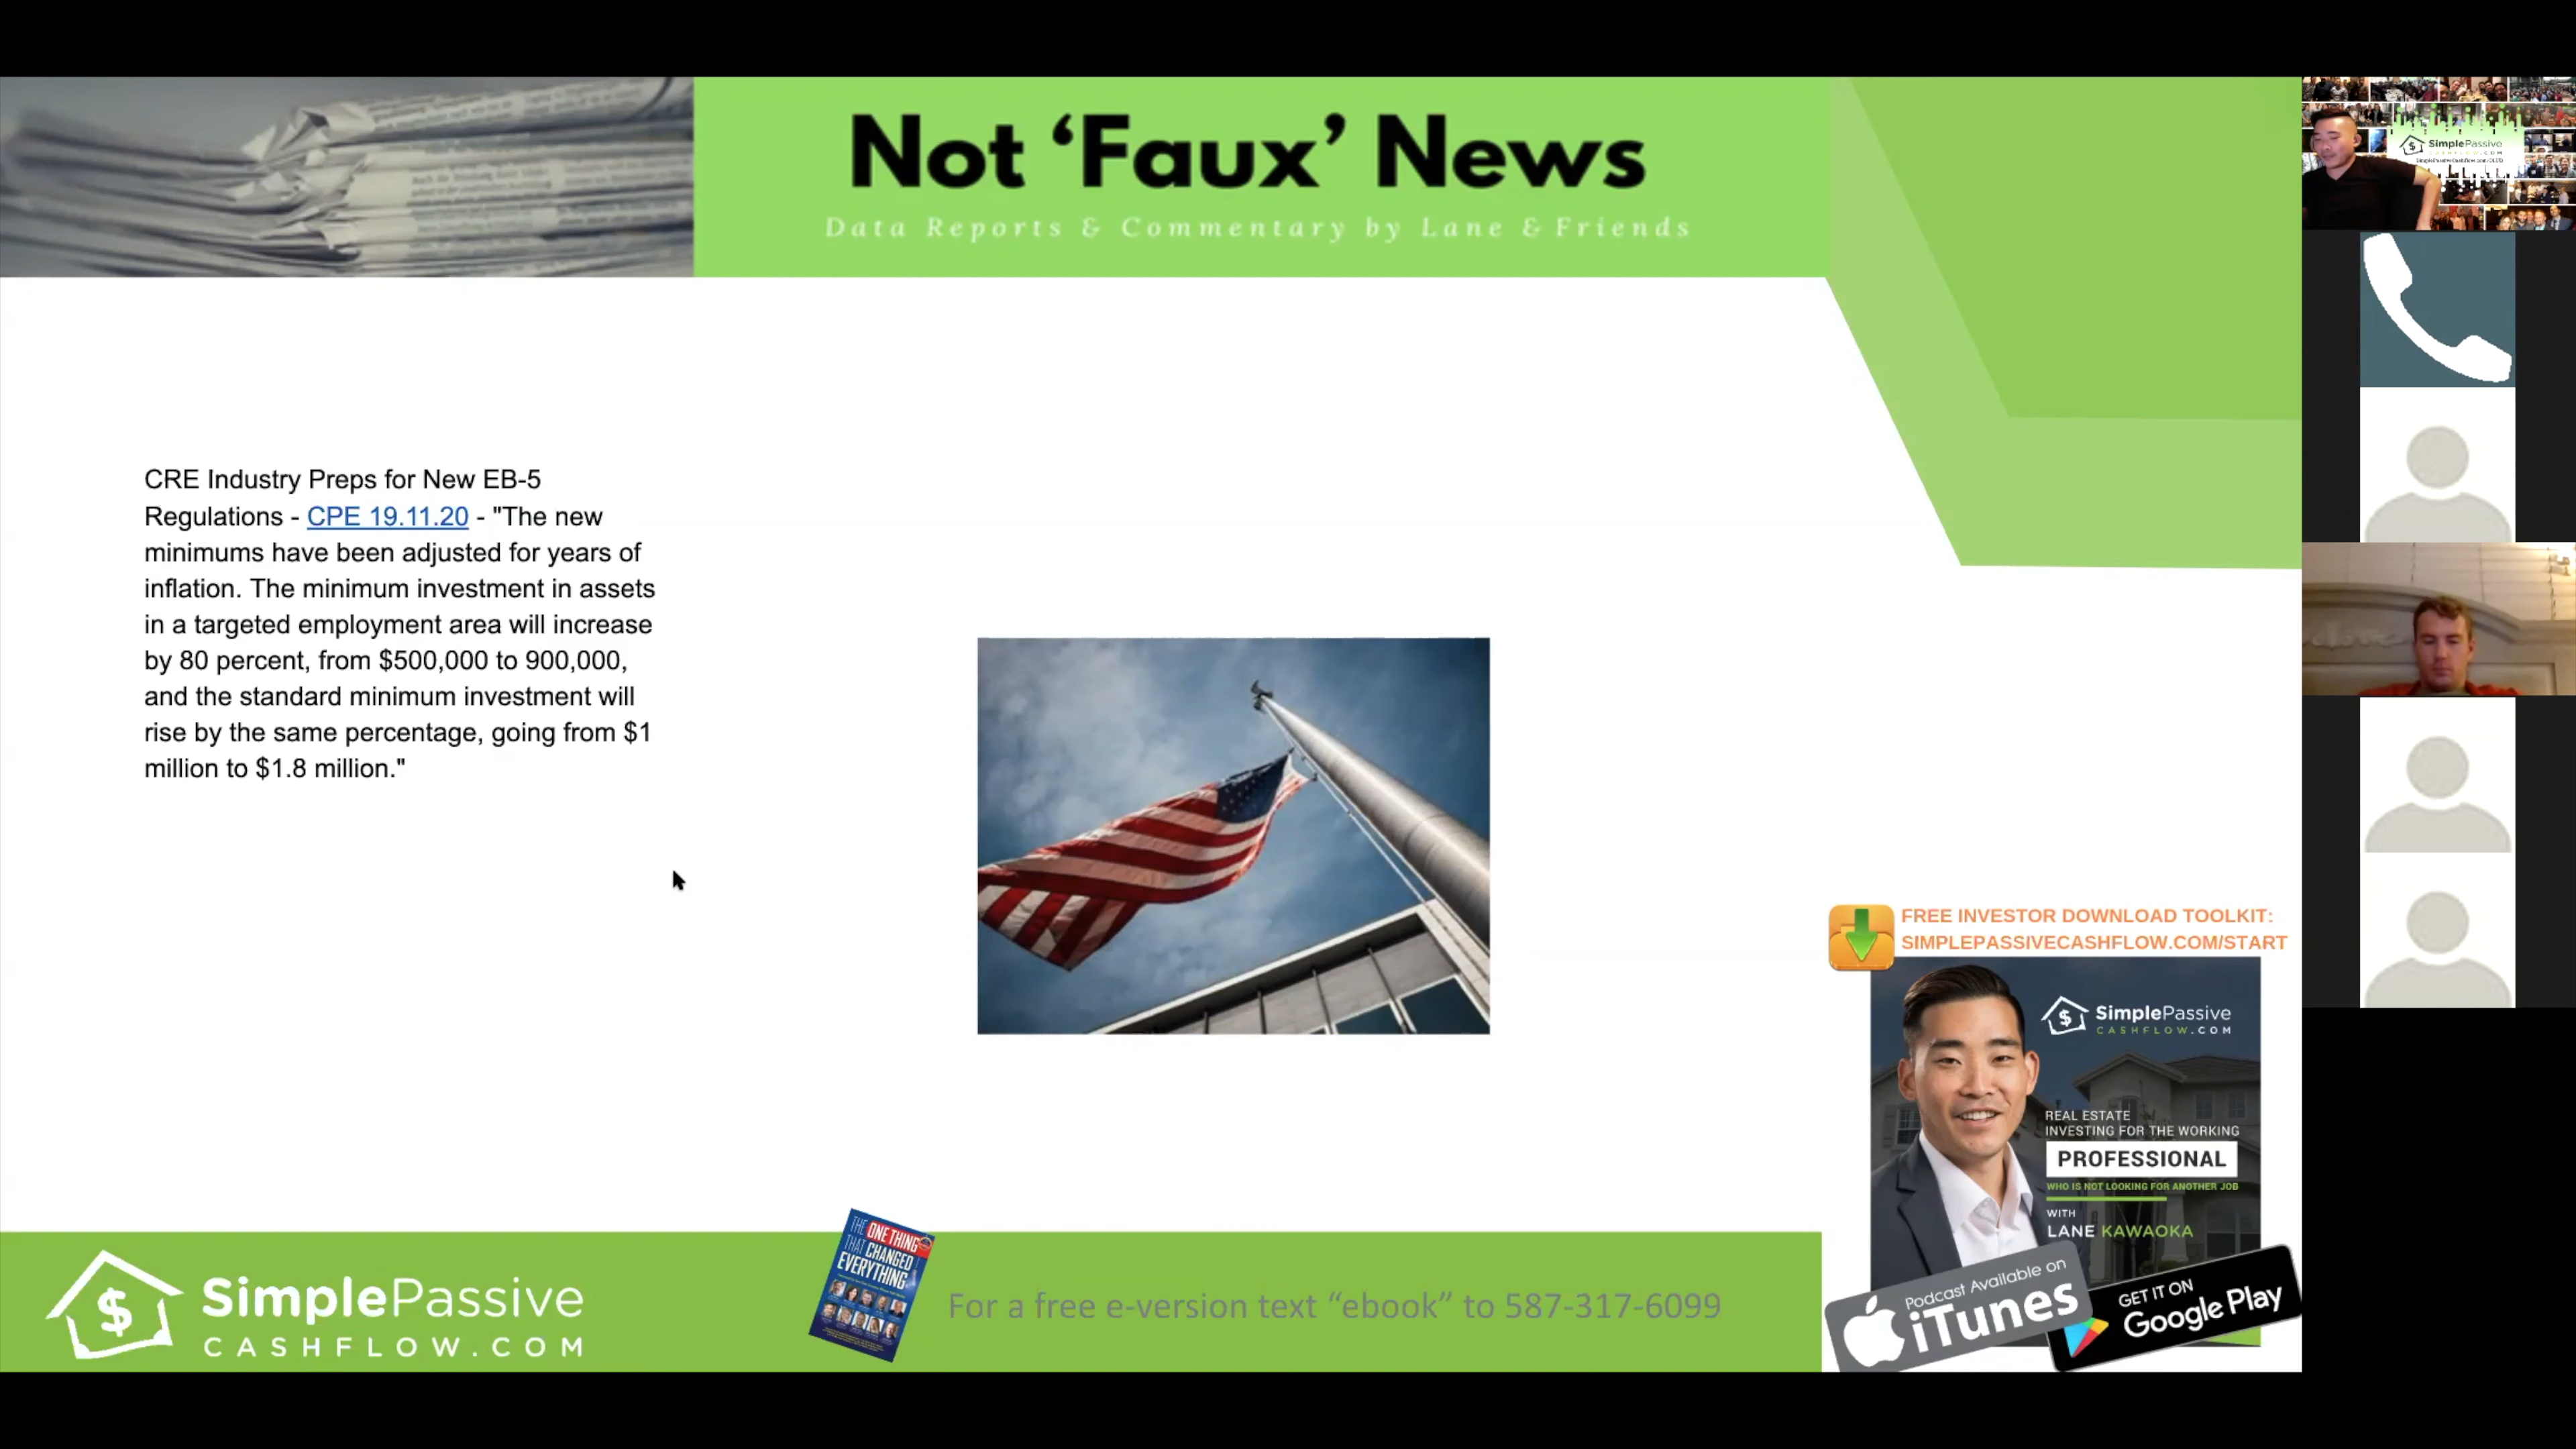 Not ‘Faux’ News
Data Reports & Commentary by Lane & Friends
SimplePassive
CRE Industry Preps for New EB-5
Regulations - CPE 19.11.20 - "The new
minimums have been adjusted for years of
inflation. The minimum investment in assets
in a targeted employment area will increase
by 80 percent, from $500,000 to 900,000,
and the standard minimum investment will
rise by the same percentage, going from $1
million to $1.8 million."
FREE INVESTOR DOWNLOAD TOOLKIT:
SIMPLEPASSIVECASHFLOW.COM/START
$
SimplePassive
CASHFLOW.COM
REAL ESTATE
INVESTING FOR THE WORKING
PROFESSIONAL
WHO IS NOT LOOKING FOR ANOTHER JOB
WITH
LANE KAWAOKA
Podcast Available on
iTunes
GET IT ON
Google Play
$
SimplePassive
CASHFLOW.COM
THE ONE THING
THAT CHANGED
EVERYTHING
For a free e-version text “ebook” to 587-317-6099